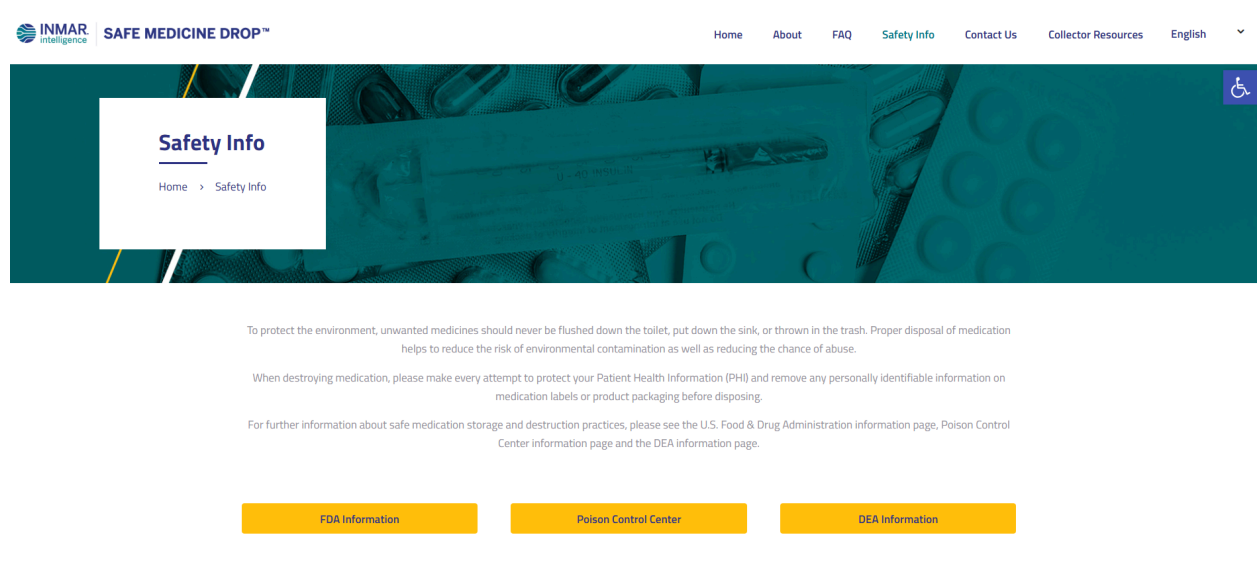 INMAR
intelligence
SAFE MEDICINE DROP™
Home
About
FAQ
Safety Info
Contact Us
Collector Resources
English
Safety Info
Home > Safety Info
U-40 INSULIN
To protect the environment, unwanted medicines should never be flushed down the toilet, put down the sink, or thrown in the trash. Proper disposal of medication
helps to reduce the risk of environmental contamination as well as reducing the chance of abuse.
When destroying medication, please make every attempt to protect your Patient Health Information (PHI) and remove any personally identifiable information on
medication labels or product packaging before disposing.
For further information about safe medication storage and destruction practices, please see the U.S. Food & Drug Administration information page, Poison Control
Center information page and the DEA information page.
FDA Information
Poison Control Center
DEA Information